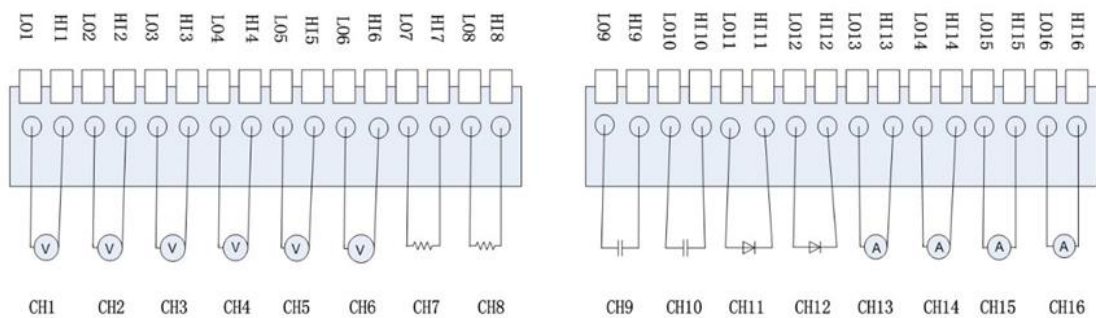 LO1 HI1 LO2 HI2 LO3 HI3 LO4 HI4 LO5 HI5 LO6 HI6 LO7 HI7 LO8 HI8
V V V V V V
CH1 CH2 CH3 CH4 CH5 CH6 CH7 CH8
LO9 HI9 LO10 HI10 LO11 HI11 LO12 HI12 LO13 HI13 LO14 HI14 LO15 HI15 LO16 HI16
A A A A
CH9 CH10 CH11 CH12 CH13 CH14 CH15 CH16